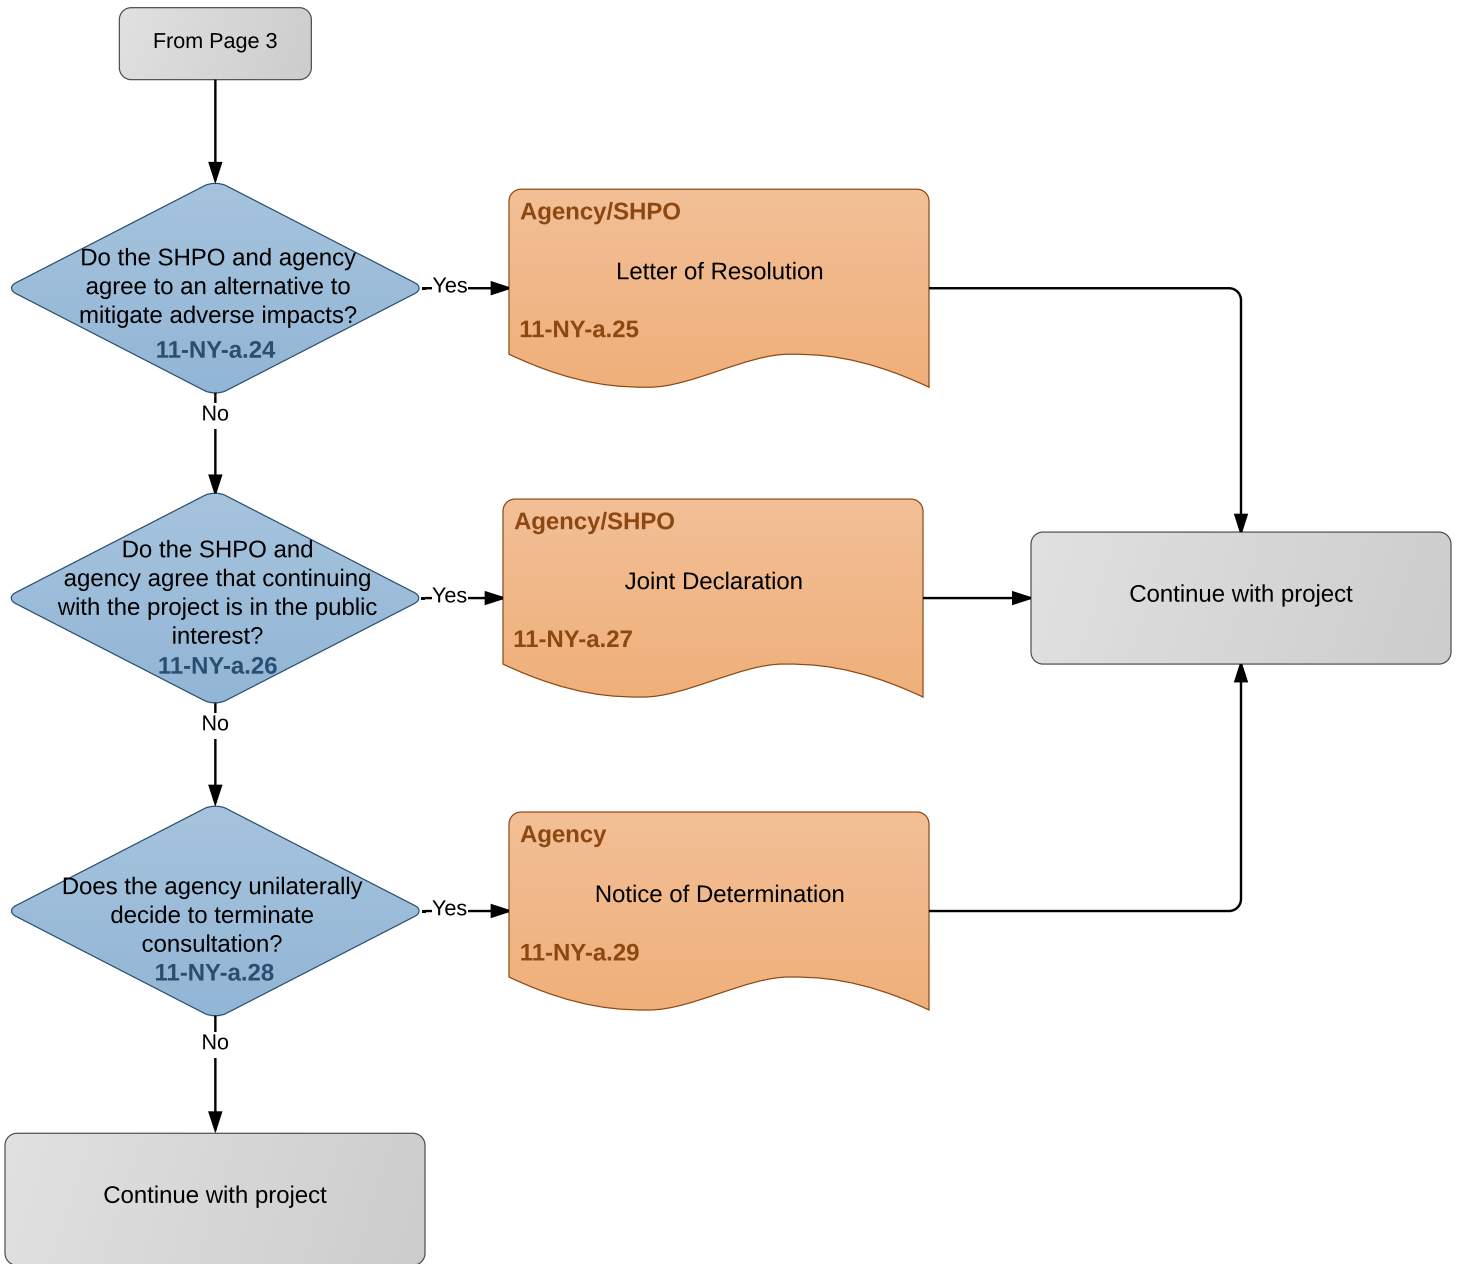 From Page 3
Do the SHPO and agency
agree to an alternative to
mitigate adverse impacts?
11-NY-a.24
Yes
Agency/SHPO
Letter of Resolution
11-NY-a.25
No
Do the SHPO and
agency agree that continuing
with the project is in the public
interest?
11-NY-a.26
Yes
Agency/SHPO
Joint Declaration
11-NY-a.27
Continue with project
No
Does the agency unilaterally
decide to terminate
consultation?
11-NY-a.28
Yes
Agency
Notice of Determination
11-NY-a.29
No
Continue with project